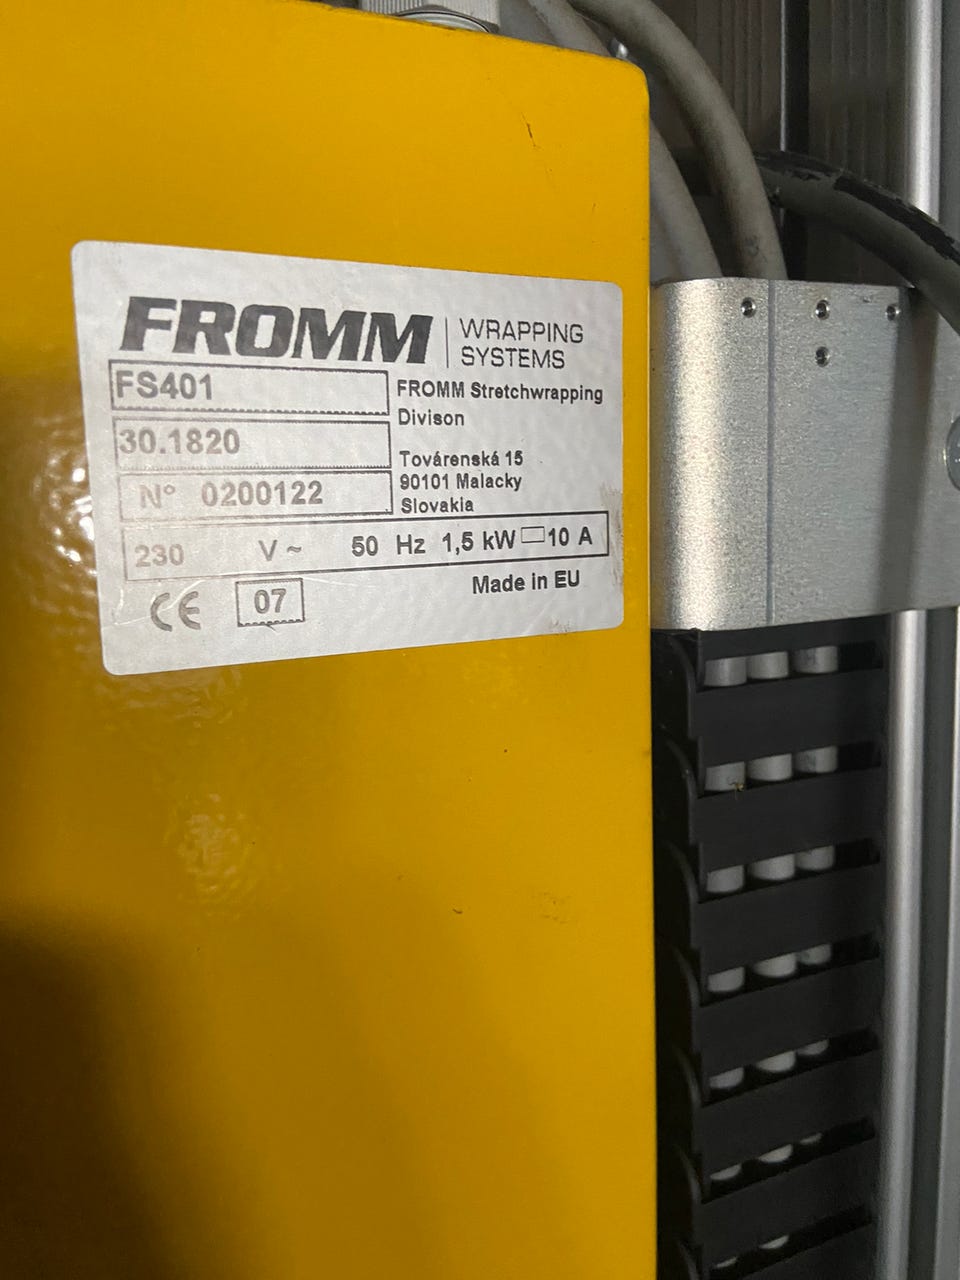 FROMM
WRAPPING
SYSTEMS
FS401
30.1820
N° 0200122
FROMM Stretchwrapping
Divison
Továrenská 15
90101 Malacky
Slovakia
230 V ~ 50 Hz 1,5 kW 10 A
CE 07
Made in EU